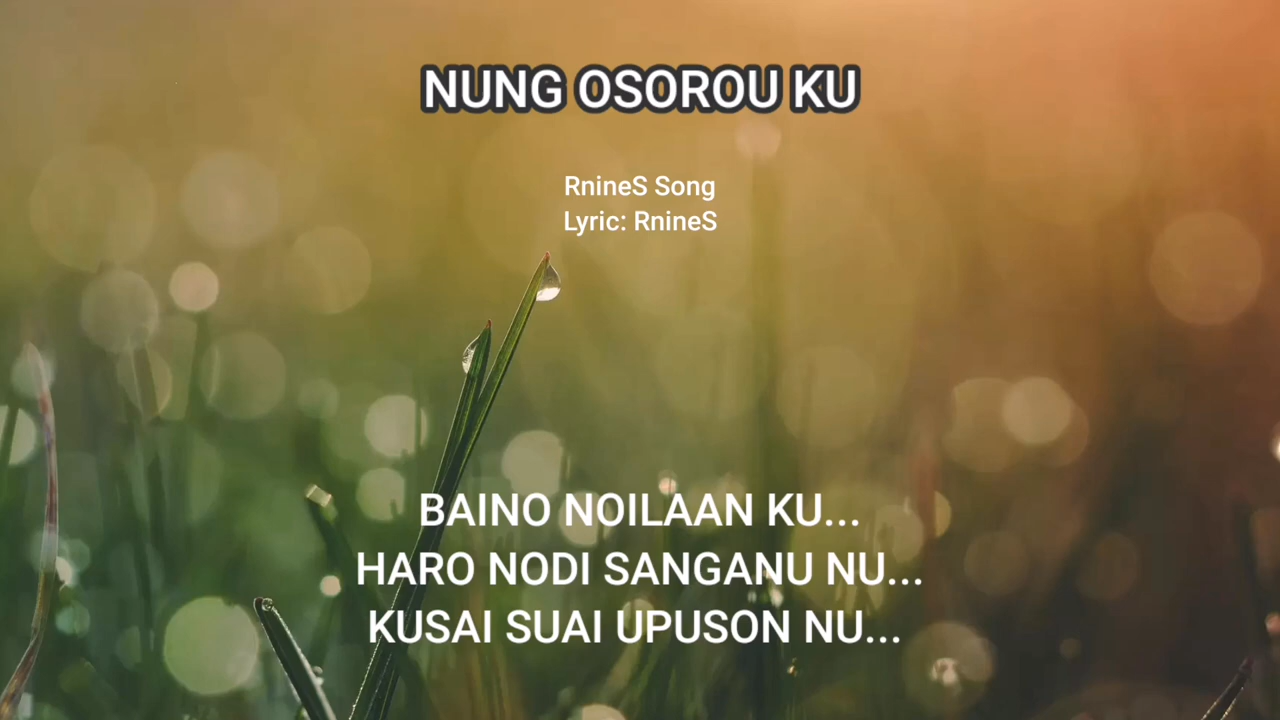 NUNG OSOROU KU
RnineS Song
Lyric: RnineS
BAINO NOILAAN KU...
HARO NODI SANGANU NU...
KUSAI SUAI UPUSON NU...